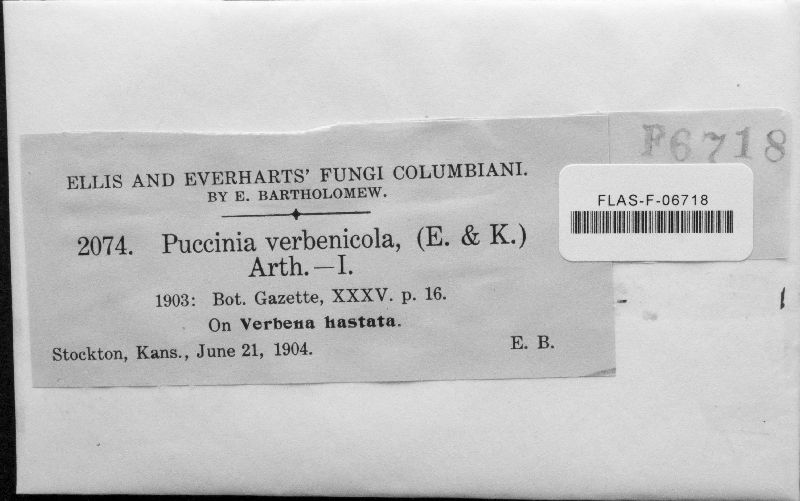 F6718
FLAS-F-06718
ELLIS AND EVERHARTS' FUNGI COLUMBIANI.
BY E. BARTHOLOMEW.
2074. Puccinia verbenicola, (E. & K.)
Arth.—I.
1903: Bot. Gazette, XXXV. p. 16.
On Verbena hastata.
Stockton, Kans., June 21, 1904. E. B.